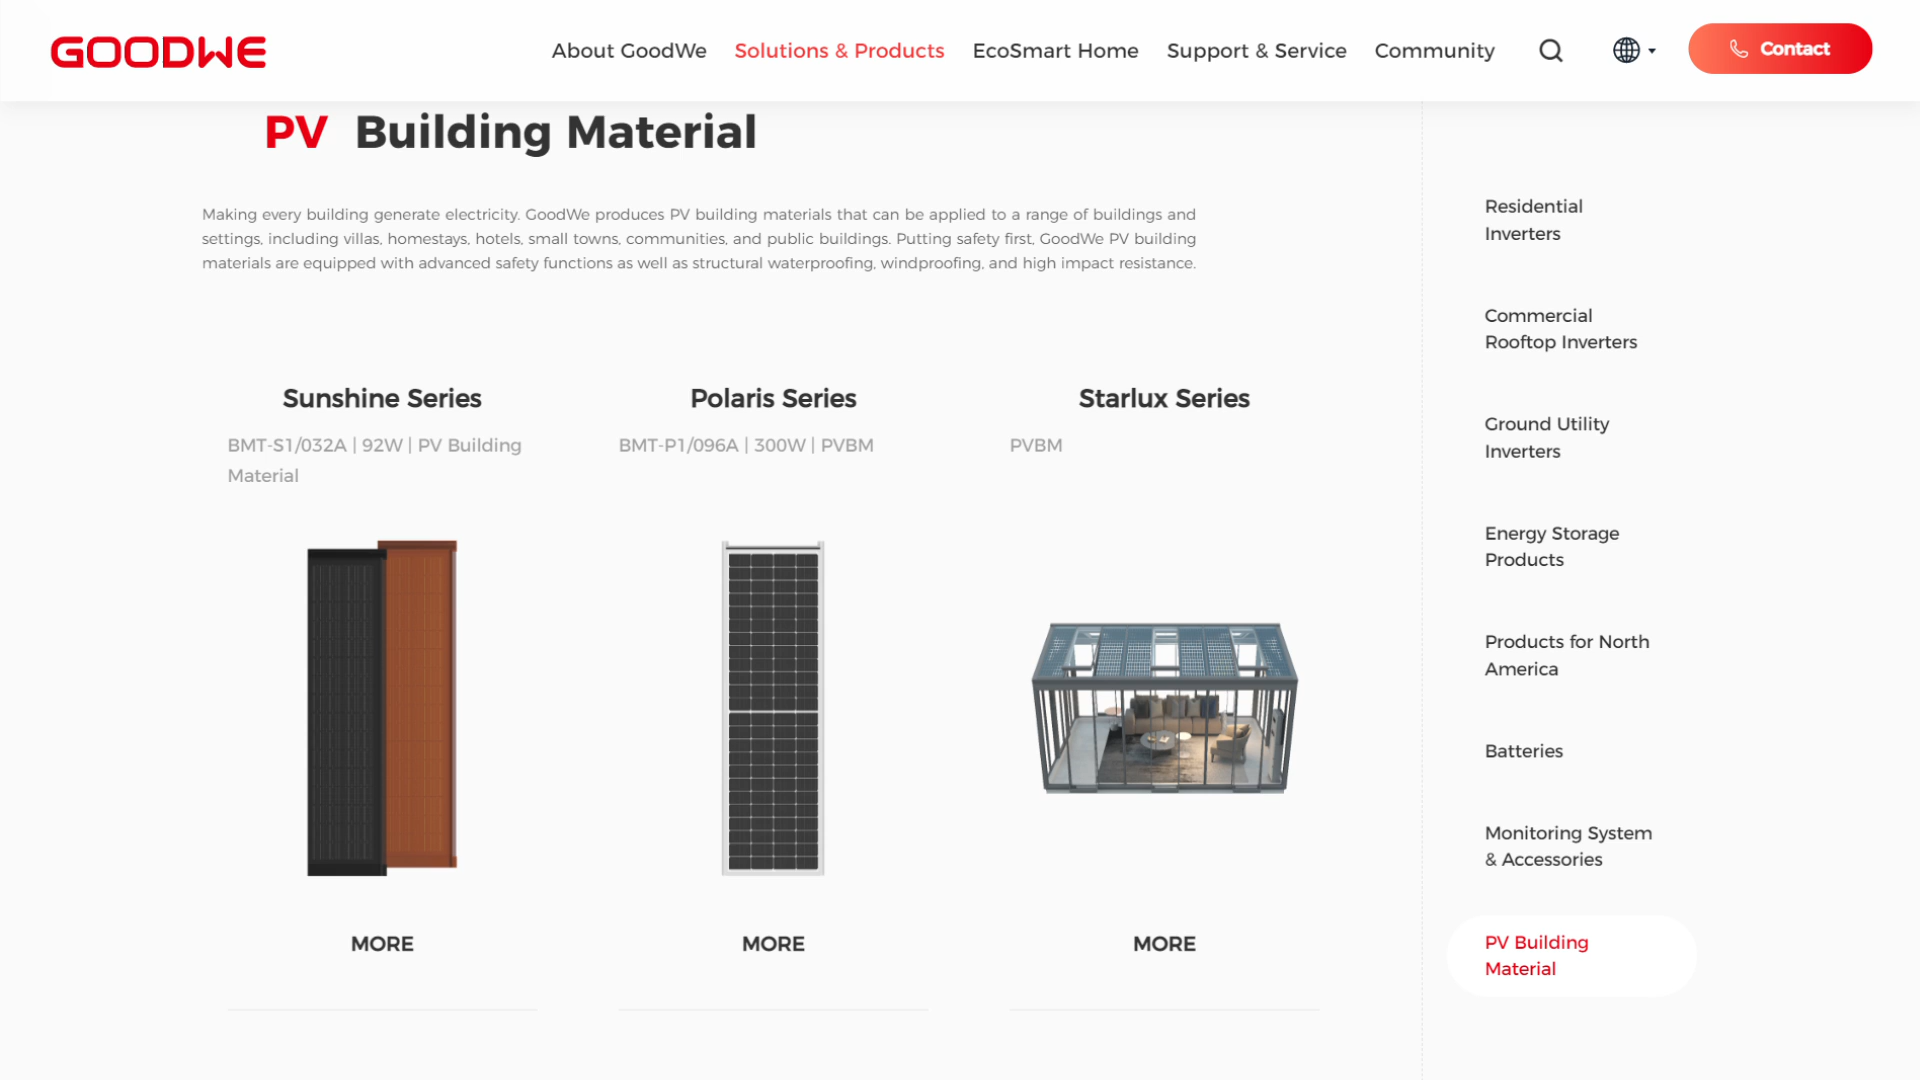 GOODWE
About GoodWe
Solutions & Products
EcoSmart Home
Support & Service
Community
Contact
PV Building Material
Making every building generate electricity. GoodWe produces PV building materials that can be applied to a range of buildings and
settings, including villas, homestays, hotels, small towns, communities, and public buildings. Putting safety first, GoodWe PV building
materials are equipped with advanced safety functions as well as structural waterproofing, windproofing, and high impact resistance.
Sunshine Series
BMT-S1/032A | 92W | PV Building
Material
MORE
Polaris Series
BMT-P1/096A | 300W | PVBM
MORE
Starlux Series
PVBM
MORE
Residential
Inverters
Commercial
Rooftop Inverters
Ground Utility
Inverters
Energy Storage
Products
Products for North
America
Batteries
Monitoring System
& Accessories
PV Building
Material